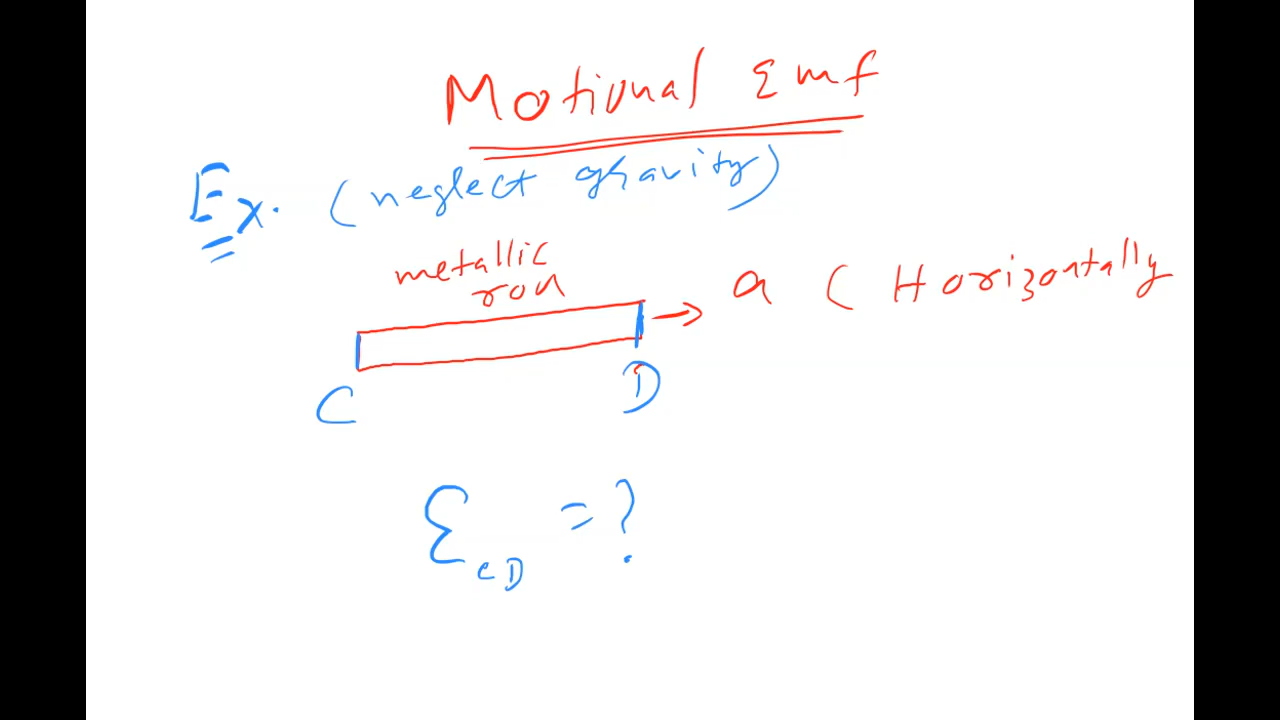 Motional Emf
Ex. (neglect gravity)
metallic
rod
a ( Horizontally
C
D
ε_CD = ?